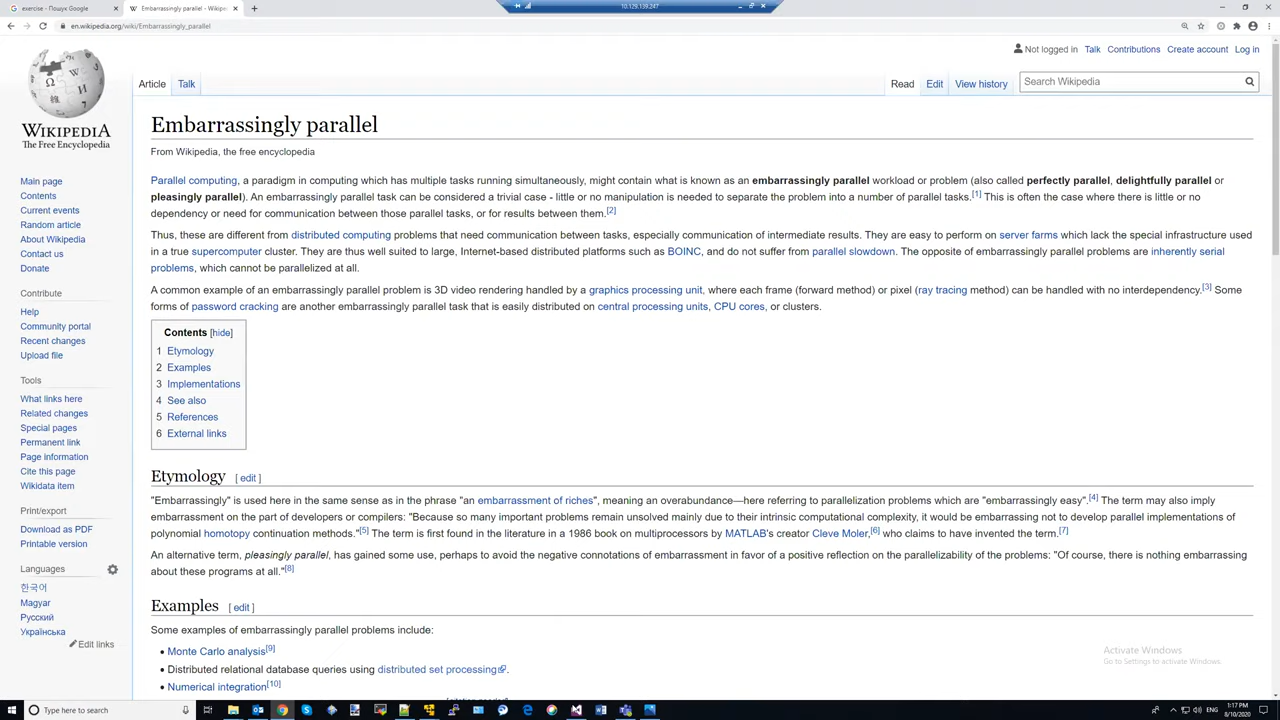 exercise - Пошук Google
Embarrassingly parallel - Wikip
10.129.139.247
en.wikipedia.org/wiki/Embarrassingly_parallel
Not logged in Talk Contributions Create account Log in
Article Talk Read Edit View history Search Wikipedia
WIKIPEDIA
The Free Encyclopedia
Main page
Contents
Current events
Random article
About Wikipedia
Contact us
Donate
Contribute
Help
Community portal
Recent changes
Upload file
Tools
What links here
Related changes
Special pages
Permanent link
Page information
Cite this page
Wikidata item
Print/export
Download as PDF
Printable version
Languages
한국어
Magyar
Русский
Українська
Edit links
Embarrassingly parallel
From Wikipedia, the free encyclopedia
Parallel computing, a paradigm in computing which has multiple tasks running simultaneously, might contain what is known as an embarrassingly parallel workload or problem (also called perfectly parallel, delightfully parallel or
pleasingly parallel). An embarrassingly parallel task can be considered a trivial case - little or no manipulation is needed to separate the problem into a number of parallel tasks.[1] This is often the case where there is little or no
dependency or need for communication between those parallel tasks, or for results between them.[2]
Thus, these are different from distributed computing problems that need communication between tasks, especially communication of intermediate results. They are easy to perform on server farms which lack the special infrastructure used
in a true supercomputer cluster. They are thus well suited to large, Internet-based distributed platforms such as BOINC, and do not suffer from parallel slowdown. The opposite of embarrassingly parallel problems are inherently serial
problems, which cannot be parallelized at all.
A common example of an embarrassingly parallel problem is 3D video rendering handled by a graphics processing unit, where each frame (forward method) or pixel (ray tracing method) can be handled with no interdependency.[3] Some
forms of password cracking are another embarrassingly parallel task that is easily distributed on central processing units, CPU cores, or clusters.
Contents [hide]
1 Etymology
2 Examples
3 Implementations
4 See also
5 References
6 External links
Etymology [ edit ]
"Embarrassingly" is used here in the same sense as in the phrase "an embarrassment of riches", meaning an overabundance—here referring to parallelization problems which are "embarrassingly easy".[4] The term may also imply
embarrassment on the part of developers or compilers: "Because so many important problems remain unsolved mainly due to their intrinsic computational complexity, it would be embarrassing not to develop parallel implementations of
polynomial homotopy continuation methods."[5] The term is first found in the literature in a 1986 book on multiprocessors by MATLAB's creator Cleve Moler,[6] who claims to have invented the term.[7]
An alternative term, pleasingly parallel, has gained some use, perhaps to avoid the negative connotations of embarrassment in favor of a positive reflection on the parallelizability of the problems: "Of course, there is nothing embarrassing
about these programs at all."[8]
Examples [ edit ]
Some examples of embarrassingly parallel problems include:
• Monte Carlo analysis[9]
• Distributed relational database queries using distributed set processing.
• Numerical integration[10]
Activate Windows
Go to Settings to activate Windows.
Type here to search
ENG
1:17 PM
8/10/2020